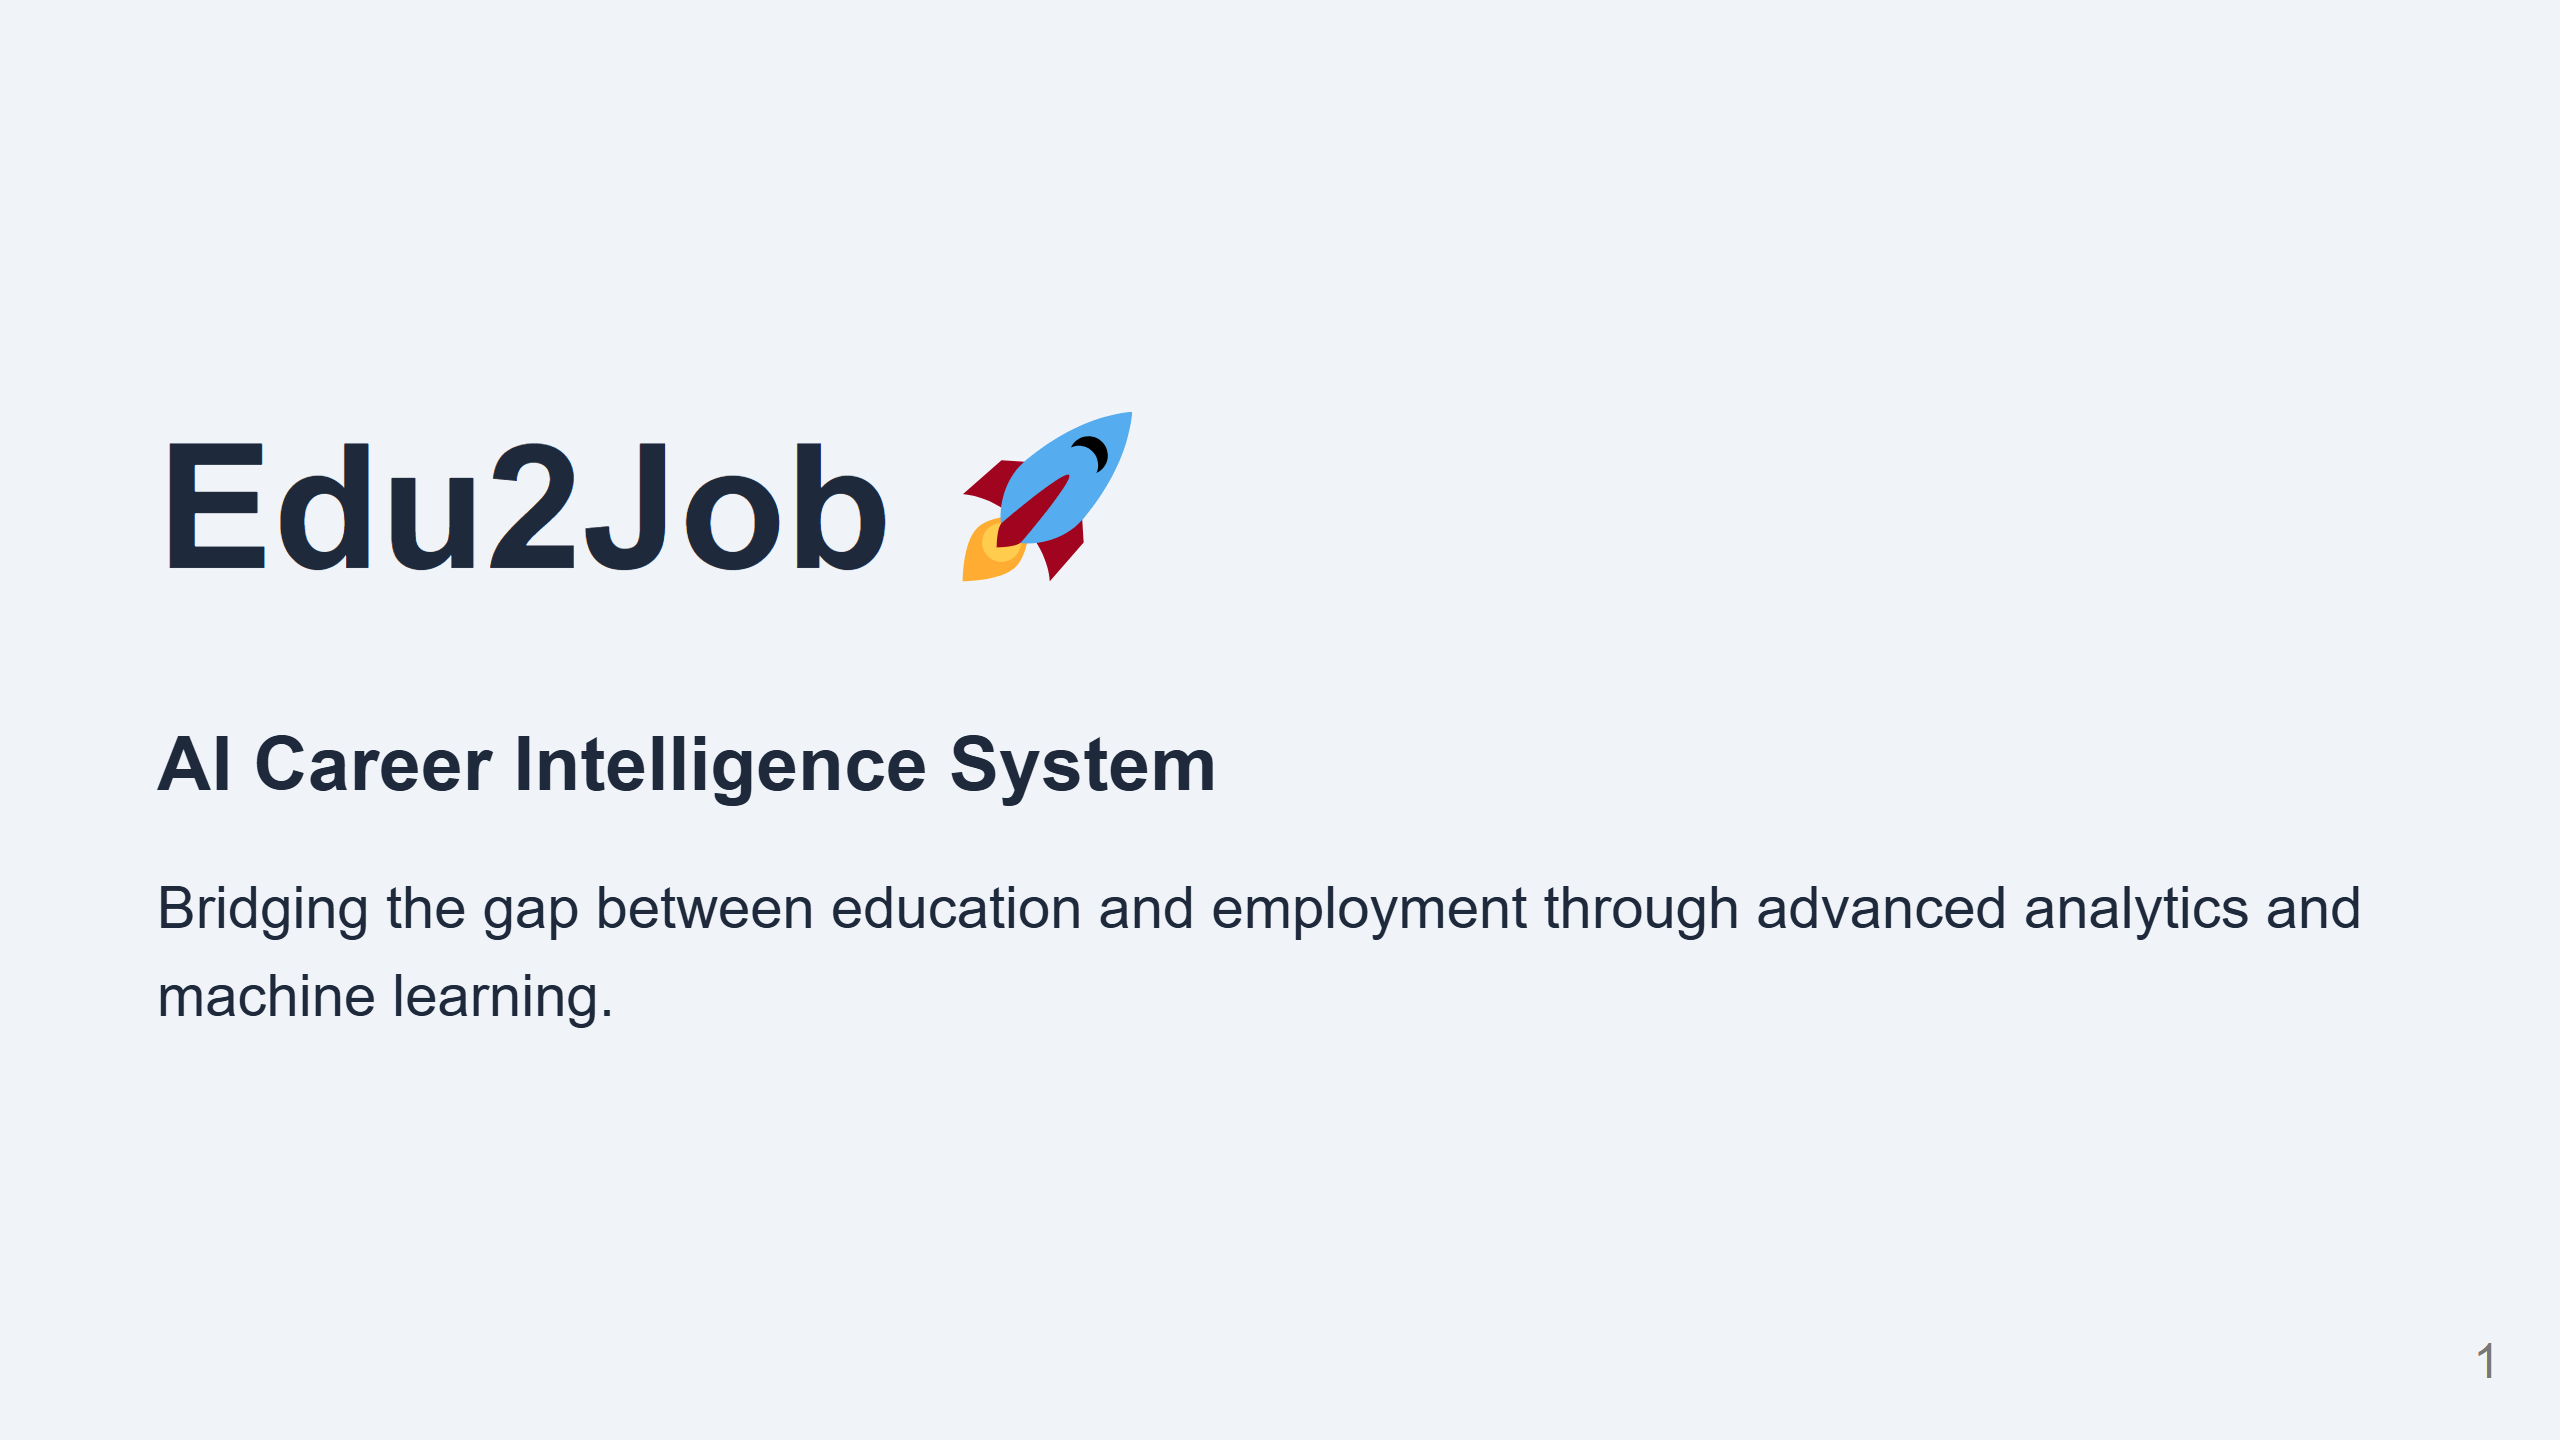 Edu2Job 🚀
AI Career Intelligence System
Bridging the gap between education and employment through advanced analytics and
machine learning.
1